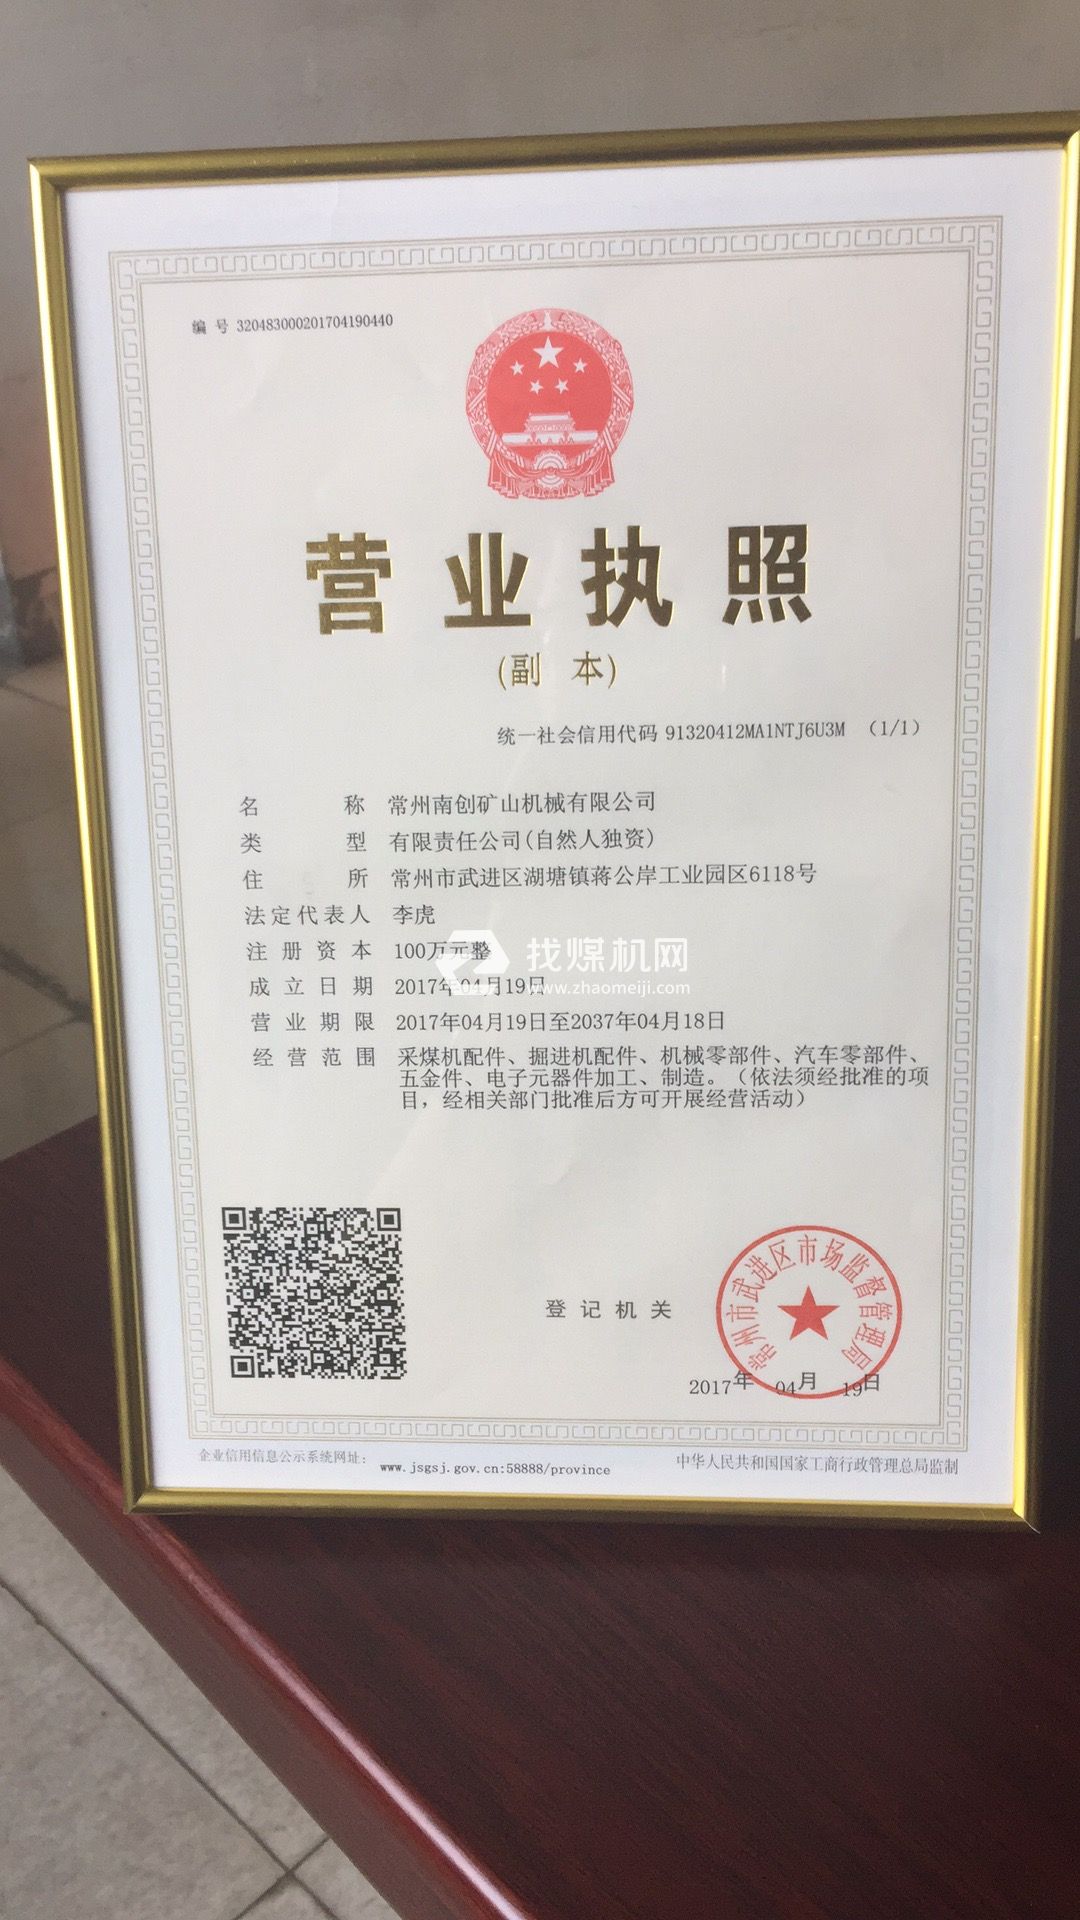 编 号 320483000201704190440
营业执照
(副 本)
统一社会信用代码 91320412MA1NTJ6U3M （1/1）
名 称 常州南创矿山机械有限公司
类 型 有限责任公司(自然人独资)
住 所 常州市武进区湖塘镇蒋公岸工业园区6118号
法定代表人 李虎
注册资本 100万元整
成立日期 2017年04月19日
营业期限 2017年04月19日至2037年04月18日
经营范围 采煤机配件、掘进机配件、机械零部件、汽车零部件、
五金件、电子元器件加工、制造。（依法须经批准的项
目，经相关部门批准后方可开展经营活动）
找煤机网
www.zhaomeiji.com
登记机关
常州市武进区市场监督管理局
2017年 04月 19日
企业信用信息公示系统网址：
www.jsgsj.gov.cn:58888/province
中华人民共和国国家工商行政管理总局监制